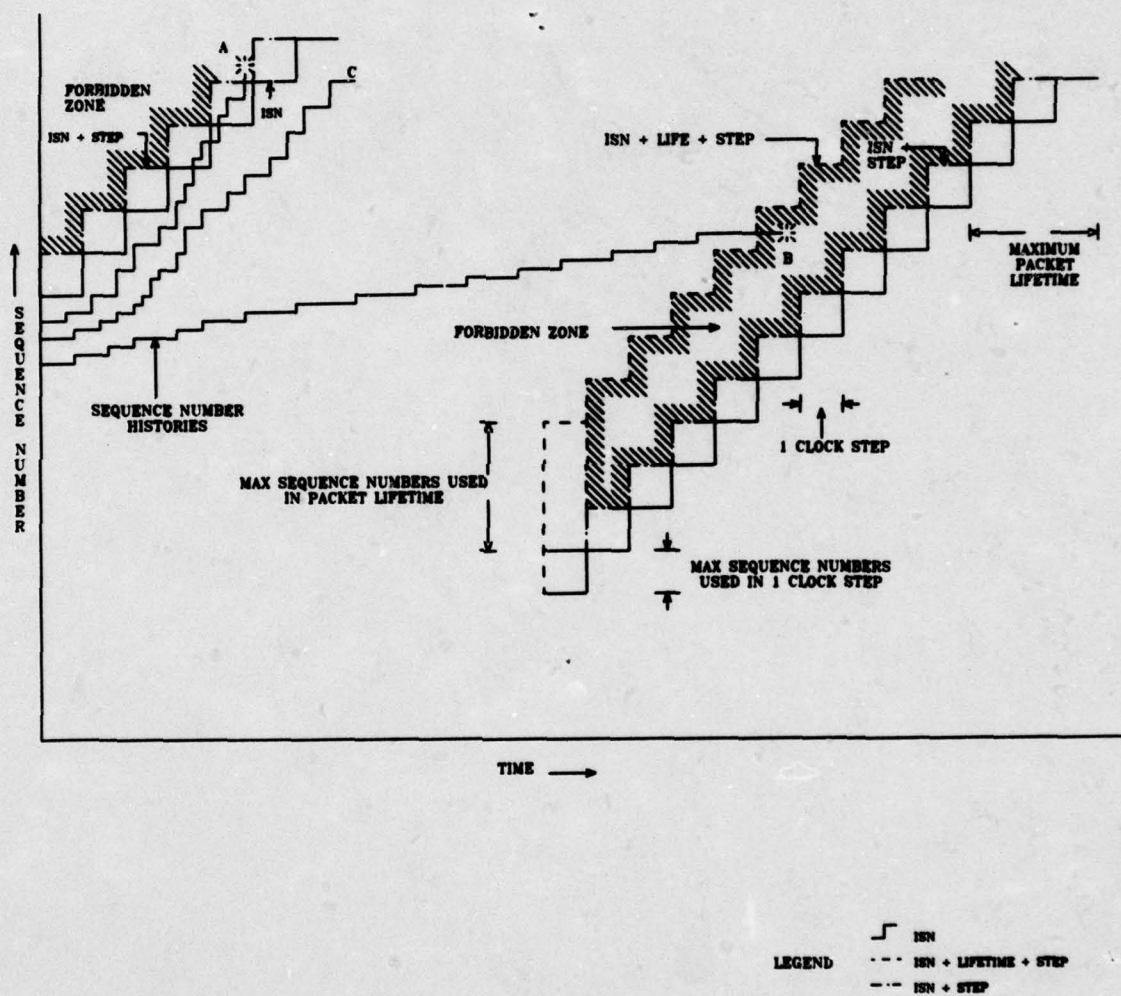 A
C
FORBIDDEN
ZONE
ISN
ISN + STEP
ISN + LIFE + STEP
ISN +
STEP
SEQUENCE NUMBER
B
MAXIMUM
PACKET
LIFETIME
FORBIDDEN ZONE
SEQUENCE NUMBER
HISTORIES
1 CLOCK STEP
MAX SEQUENCE NUMBERS USED
IN PACKET LIFETIME
MAX SEQUENCE NUMBERS
USED IN 1 CLOCK STEP
TIME
LEGEND
ISN
ISN + LIFETIME + STEP
ISN + STEP